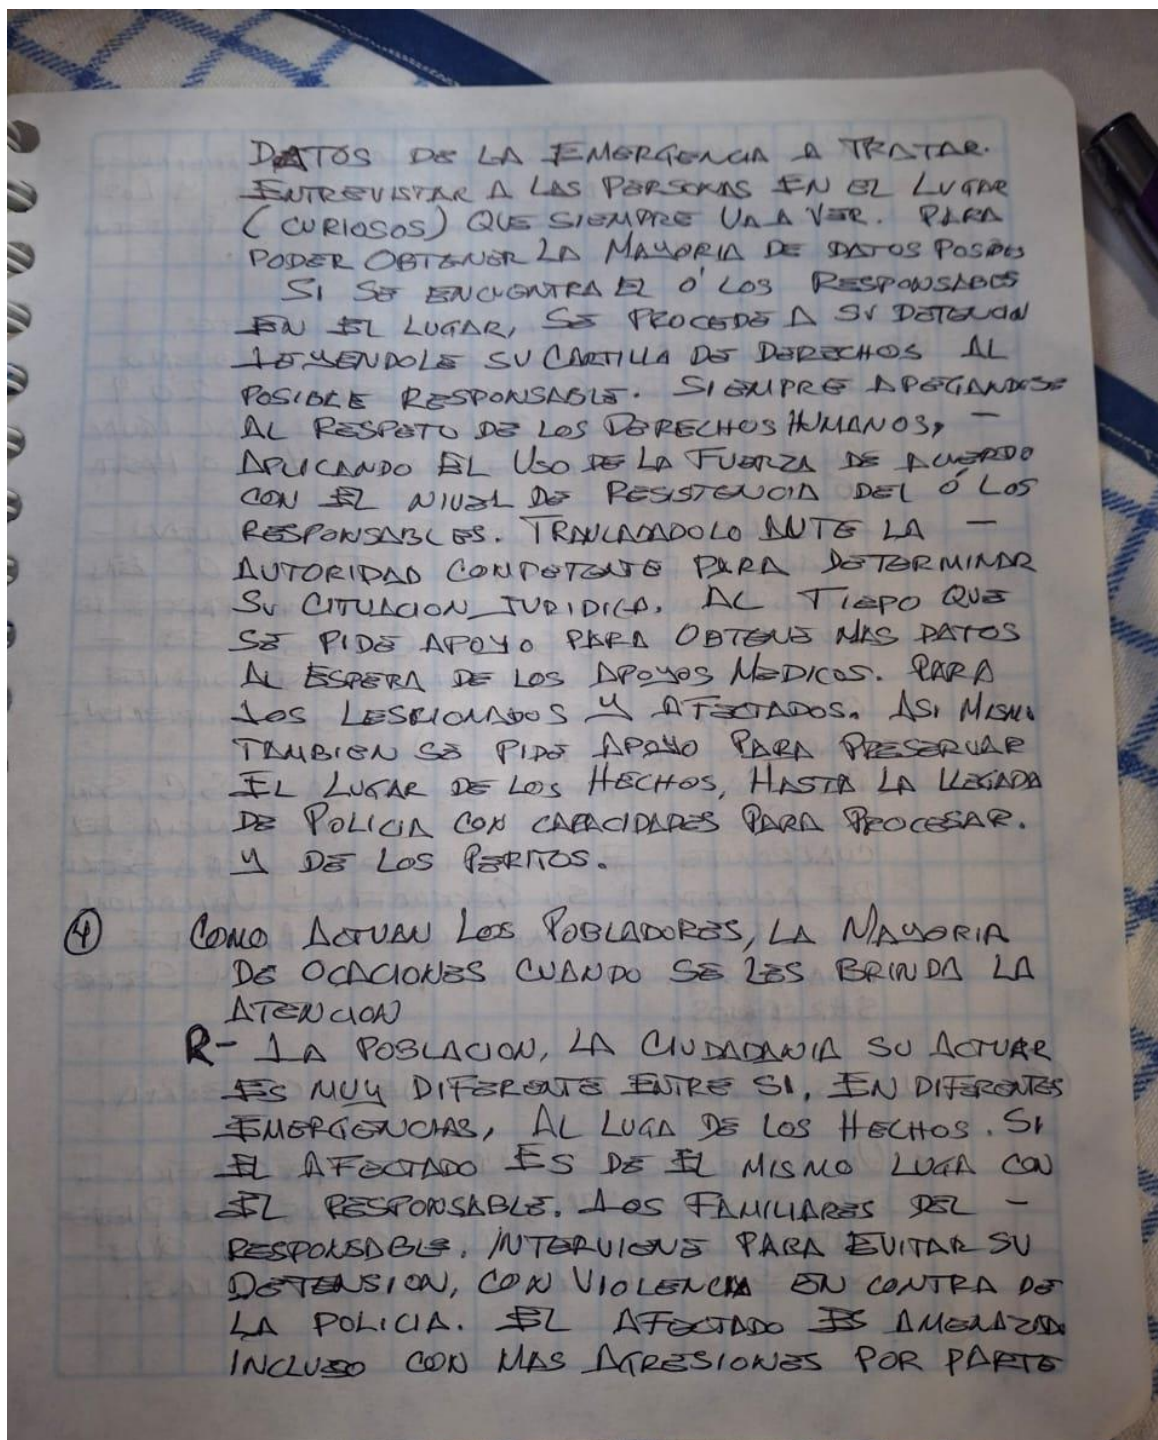 DATOS DE LA EMERGENCIA A TRATAR.
ENTREVISTAR A LAS PERSONAS EN EL LUGAR
(CURIOSOS) QUE SIEMPRE VA A VER. PARA
PODER OBTENER LA MAYORIA DE DATOS POSIBLES
SI SE ENCUENTRA EL Ó LOS RESPONSABLES
EN EL LUGAR, SE PROCEDE A SU DETENCION
LEYENDOLE SU CARTILLA DE DERECHOS AL
POSIBLE RESPONSABLE. SIEMPRE APEGANDOSE
AL RESPETO DE LOS DERECHOS HUMANOS, -
APLICANDO EL USO DE LA FUERZA DE ACUERDO
CON EL NIVEL DE RESISTENCIA DEL Ó LOS
RESPONSABLES. TRANLADADOLO ANTE LA -
AUTORIDAD COMPETENTE PARA DETERMINAR
SU CITUACION JURIDICA. AL TIEPO QUE
SE PIDE APOYO PARA OBTENE MAS DATOS
AL ESPERA DE LOS APOYOS MEDICOS. PARA
LOS LESCIONADOS Y AFECTADOS. ASI MISMO
TAMBIEN SE PIDE APOYO PARA PRESERVAR
EL LUGAR DE LOS HECHOS, HASTA LA LLEGADA
DE POLICIA CON CAPACIDADES PARA PROCESAR.
Y DE LOS PERITOS.
④ COMO ACTUAN LOS POBLADORES, LA MAYORIA
DE OCACIONES CUANDO SE LES BRINDA LA
ATENCION
R- LA POBLACION, LA CIUDADANIA SU ACTUAR
ES MUY DIFERENTE ENTRE SI, EN DIFERENTES
EMERGENCIAS, AL LUGA DE LOS HECHOS. SI
EL AFECTADO ES DE EL MISMO LUGA CON
EL RESPONSABLE. LOS FAMILIARES DEL -
RESPONSABLE, INTERVIENE PARA EVITAR SU
DETENSION, CON VIOLENCIA EN CONTRA DE
LA POLICIA. EL AFECTADO ES AMENAZADO
INCLUSO CON MAS AGRESIONES POR PARTE